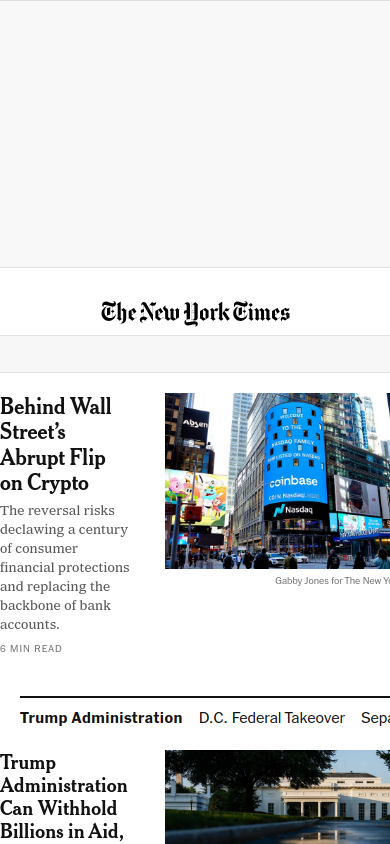 The New York Times
Behind Wall
Street's
Abrupt Flip
on Crypto
The reversal risks
declawing a century
of consumer
financial protections
and replacing the
backbone of bank
accounts.
6 MIN READ
Absen
WELCOME
TO THE
NASDAQ FAMILY
coinbase
COIN Nasdaq
Nasdaq
Gabby Jones for The New Yo
Trump Administration D.C. Federal Takeover Sepa
Trump
Administration
Can Withhold
Billions in Aid,